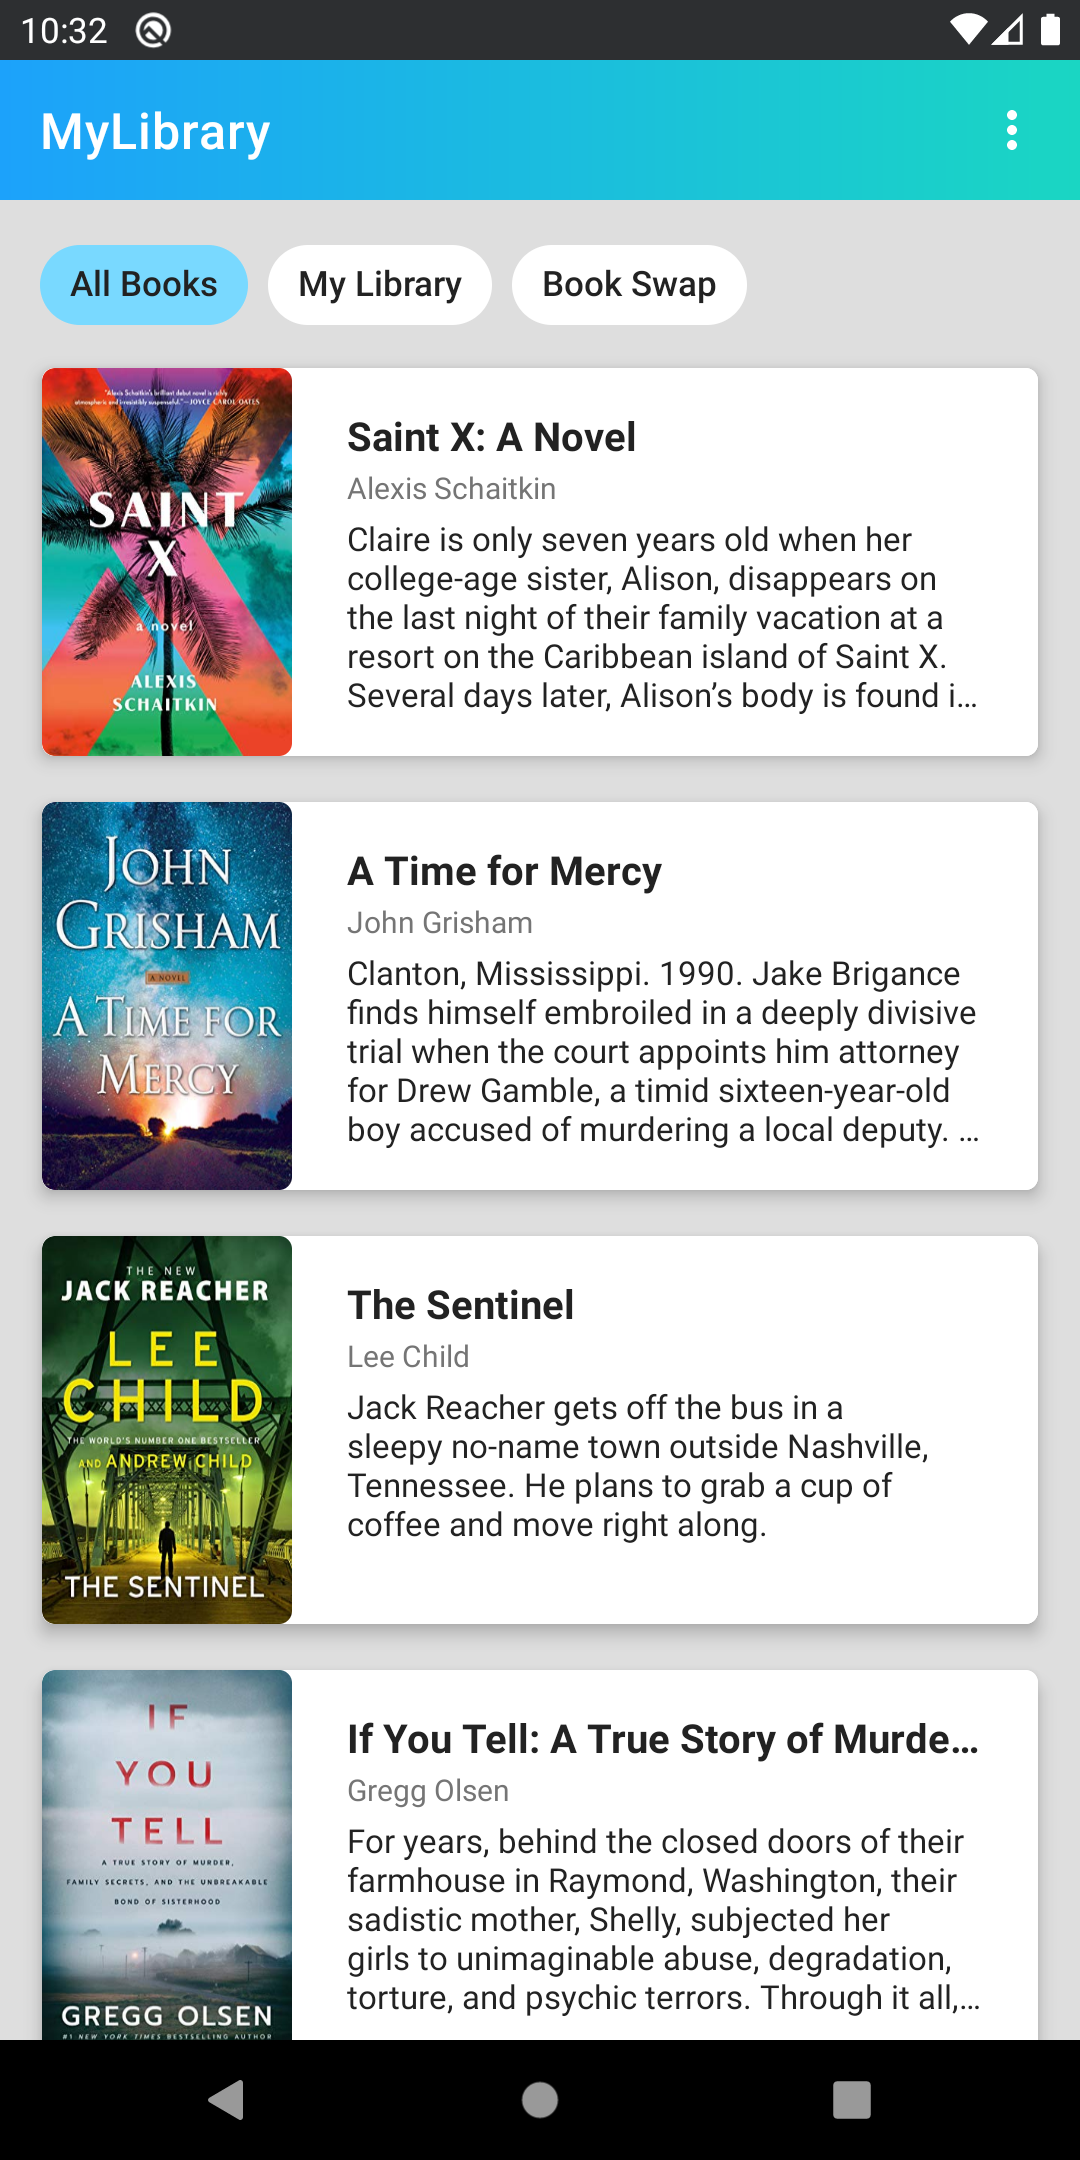 10:32
MyLibrary
All Books
My Library
Book Swap
"Alexis Schaitkin's brilliant debut novel is richly
atmospheric and irresistibly suspenseful."—JOYCE CAROL OATES
SAINT
X
a novel
ALEXIS
SCHAITKIN
Saint X: A Novel
Alexis Schaitkin
Claire is only seven years old when her
college-age sister, Alison, disappears on
the last night of their family vacation at a
resort on the Caribbean island of Saint X.
Several days later, Alison’s body is found i…
JOHN
GRISHAM
A NOVEL
A TIME FOR
MERCY
A Time for Mercy
John Grisham
Clanton, Mississippi. 1990. Jake Brigance
finds himself embroiled in a deeply divisive
trial when the court appoints him attorney
for Drew Gamble, a timid sixteen-year-old
boy accused of murdering a local deputy. …
THE NEW
JACK REACHER
LEE
CHILD
THE WORLD'S NUMBER ONE BESTSELLER
AND ANDREW CHILD
THE SENTINEL
The Sentinel
Lee Child
Jack Reacher gets off the bus in a
sleepy no-name town outside Nashville,
Tennessee. He plans to grab a cup of
coffee and move right along.
IF
YOU
TELL
A TRUE STORY OF MURDER,
FAMILY SECRETS, AND THE UNBREAKABLE
BOND OF SISTERHOOD
GREGG OLSEN
#1 NEW YORK TIMES BESTSELLING AUTHOR
If You Tell: A True Story of Murde…
Gregg Olsen
For years, behind the closed doors of their
farmhouse in Raymond, Washington, their
sadistic mother, Shelly, subjected her
girls to unimaginable abuse, degradation,
torture, and psychic terrors. Through it all,…